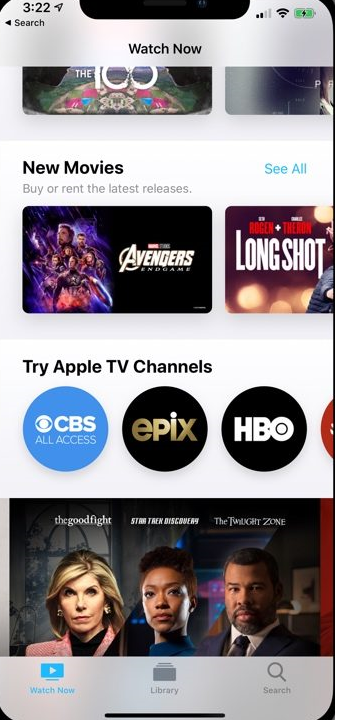 3:22
Search
Watch Now
THE 100
P
New Movies
See All
Buy or rent the latest releases.
MARVEL STUDIOS
AVENGERS
ENDGAME
SETH CHARLIZE
ROGEN + THERON
LONG SHOT
Try Apple TV Channels
CBS
ALL ACCESS
epix
HBO
thegoodfight
STAR TREK DISCOVERY
The TWILIGHT ZONE
Watch Now
Library
Search